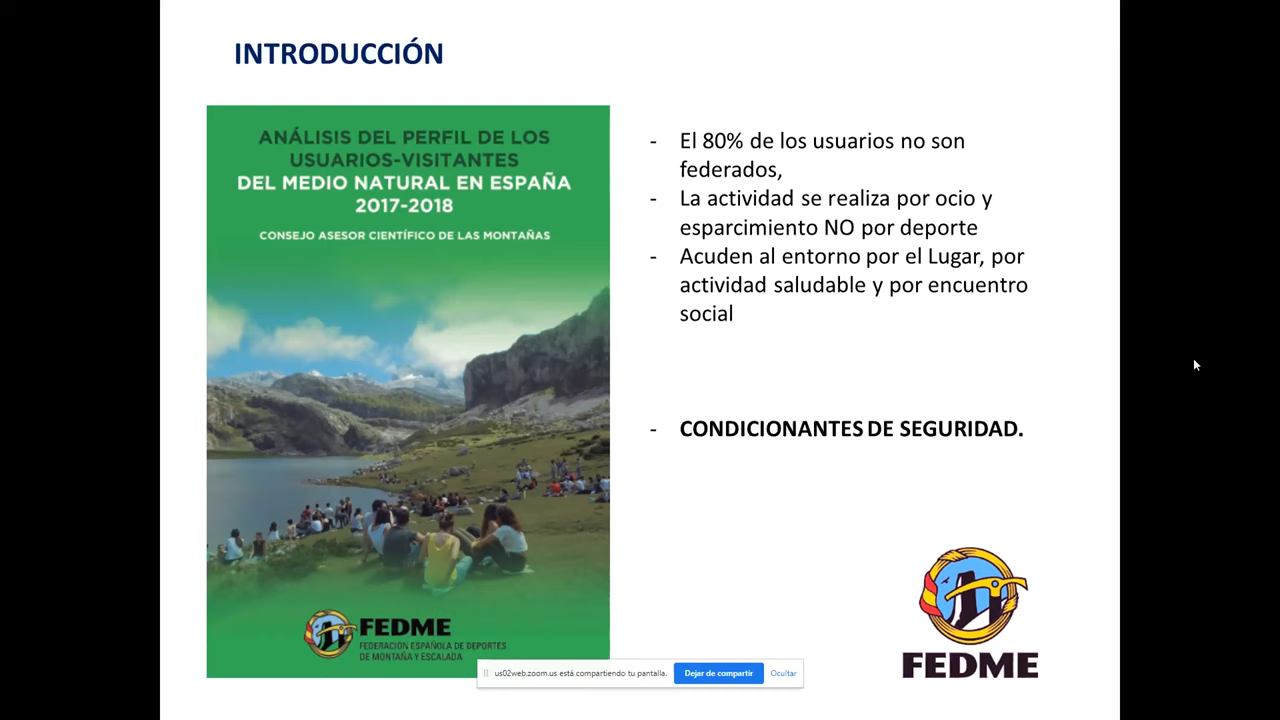 INTRODUCCIÓN
ANÁLISIS DEL PERFIL DE LOS
USUARIOS-VISITANTES
DEL MEDIO NATURAL EN ESPAÑA
2017-2018
CONSEJO ASESOR CIENTÍFICO DE LAS MONTAÑAS
FEDME
FEDERACIÓN ESPAÑOLA DE DEPORTES
DE MONTAÑA Y ESCALADA
- El 80% de los usuarios no son
federados,
- La actividad se realiza por ocio y
esparcimiento NO por deporte
- Acuden al entorno por el Lugar, por
actividad saludable y por encuentro
social
- CONDICIONANTES DE SEGURIDAD.
FEDME
us02web.zoom.us está compartiendo tu pantalla. Dejar de compartir Ocultar